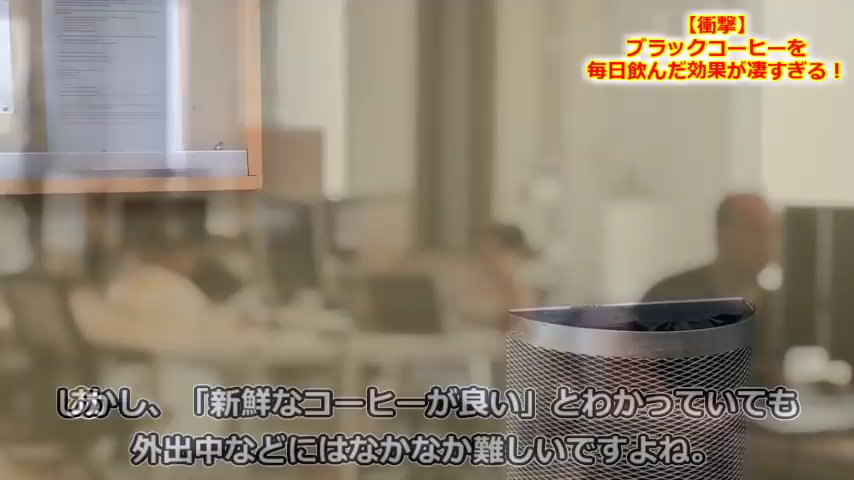 【衝撃】
ブラックコーヒーを
毎日飲んだ効果が凄すぎる！
しかし、「新鮮なコーヒーが良い」とわかっていても
外出中などにはなかなか難しいですよね。